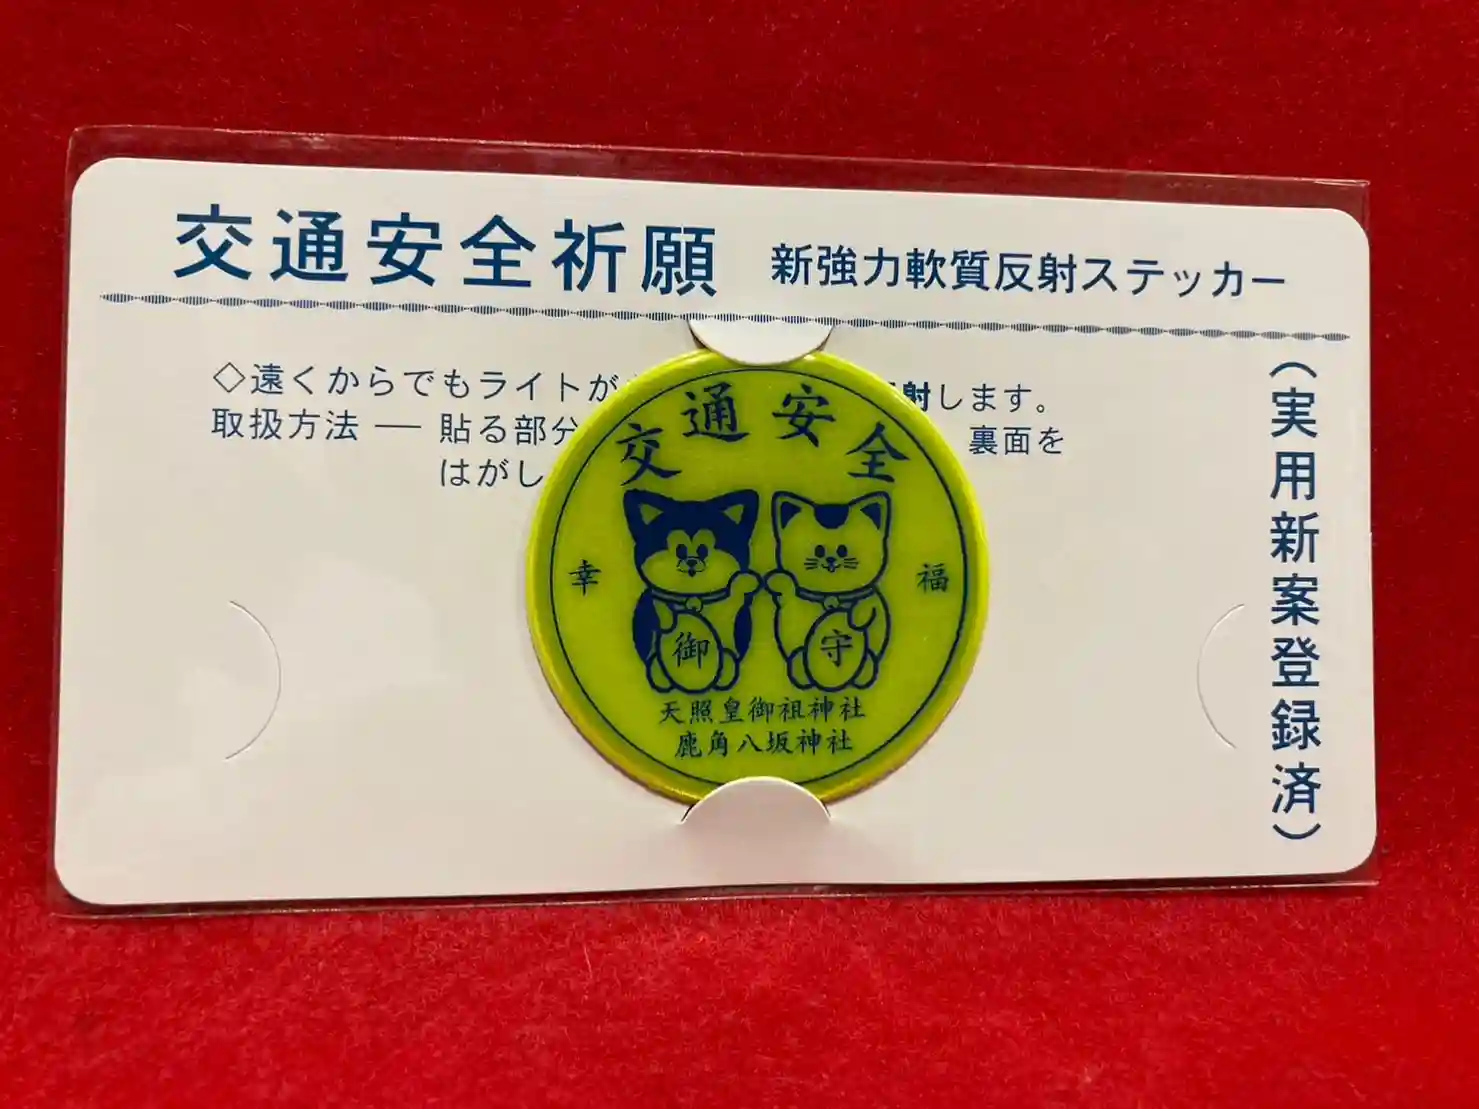 交通安全祈願 新強力軟質反射ステッカー
◇遠くからでもライトが 射します。
取扱方法 ― 貼る部分 裏面を
はがし
(実用新案登録済)
交通安全
幸 福
御 守
天照皇御祖神社
鹿角八坂神社